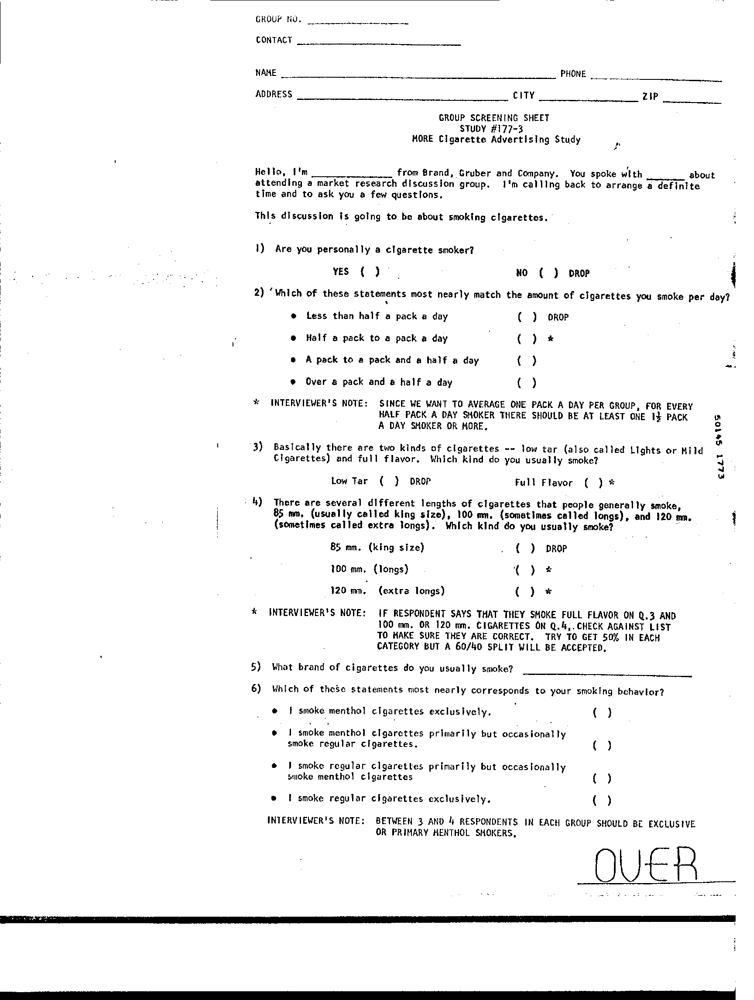 GROUP NO. ____________
CONTACT ____________
NAME ____________ PHONE ____________
ADDRESS ____________ CITY ____________ ZIP ____________
GROUP SCREENING SHEET
STUDY #177-3
MORE Cigarette Advertising Study
Hello, I'm ____________ from Brand, Gruber and Company. You spoke with ______ about
attending a market research discussion group. I'm calling back to arrange a definite
time and to ask you a few questions.
This discussion is going to be about smoking cigarettes.
1) Are you personally a cigarette smoker?
YES ( ) NO ( ) DROP
2) Which of these statements most nearly match the amount of cigarettes you smoke per day?
• Less than half a pack a day ( ) DROP
• Half a pack to a pack a day ( ) *
• A pack to a pack and a half a day ( )
• Over a pack and a half a day ( )
* INTERVIEWER'S NOTE: SINCE WE WANT TO AVERAGE ONE PACK A DAY PER GROUP, FOR EVERY
HALF PACK A DAY SMOKER THERE SHOULD BE AT LEAST ONE 1½ PACK
A DAY SMOKER OR MORE.
3) Basically there are two kinds of cigarettes -- low tar (also called Lights or Mild
Cigarettes) and full flavor. Which kind do you usually smoke?
Low Tar ( ) DROP Full Flavor ( ) *
4) There are several different lengths of cigarettes that people generally smoke,
85 mm. (usually called king size), 100 mm. (sometimes called longs), and 120 mm.
(sometimes called extra longs). Which kind do you usually smoke?
85 mm. (king size) ( ) DROP
100 mm. (longs) ( ) *
120 mm. (extra longs) ( ) *
* INTERVIEWER'S NOTE: IF RESPONDENT SAYS THAT THEY SMOKE FULL FLAVOR ON Q.3 AND
100 mm. OR 120 mm. CIGARETTES ON Q.4, CHECK AGAINST LIST
TO MAKE SURE THEY ARE CORRECT. TRY TO GET 50% IN EACH
CATEGORY BUT A 60/40 SPLIT WILL BE ACCEPTED.
5) What brand of cigarettes do you usually smoke? ____________
6) Which of these statements most nearly corresponds to your smoking behavior?
• I smoke menthol cigarettes exclusively. ( )
• I smoke menthol cigarettes primarily but occasionally
smoke regular cigarettes. ( )
• I smoke regular cigarettes primarily but occasionally
smoke menthol cigarettes ( )
• I smoke regular cigarettes exclusively. ( )
INTERVIEWER'S NOTE: BETWEEN 3 AND 4 RESPONDENTS IN EACH GROUP SHOULD BE EXCLUSIVE
OR PRIMARY MENTHOL SMOKERS.
OVER
50145 1773